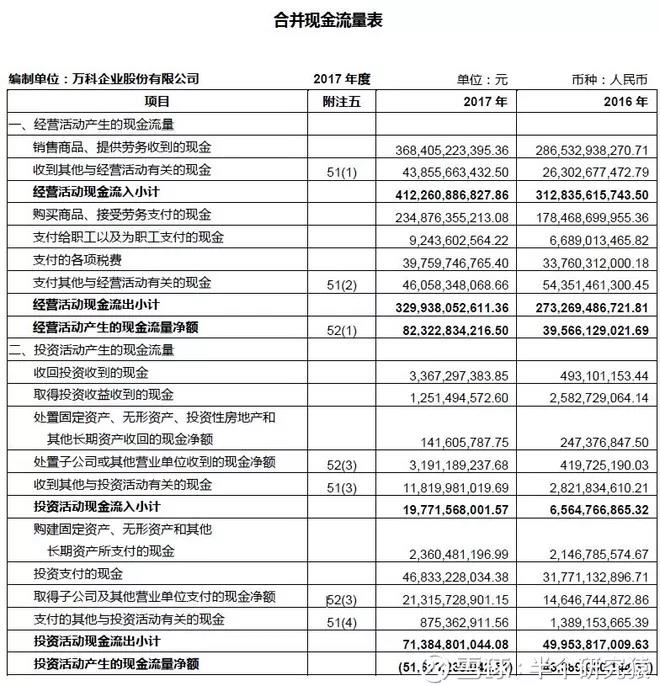 合并现金流量表
编制单位：万科企业股份有限公司 2017 年度 单位：元 币种：人民币
项目 附注五 2017 年 2016 年
一、经营活动产生的现金流量
销售商品、提供劳务收到的现金 368,405,223,395.36 286,532,938,270.71
收到其他与经营活动有关的现金 51(1) 43,855,663,432.50 26,302,677,472.79
经营活动现金流入小计 412,260,886,827.86 312,835,615,743.50
购买商品、接受劳务支付的现金 234,876,355,213.08 178,468,699,955.36
支付给职工以及为职工支付的现金 9,243,602,564.22 6,689,013,465.82
支付的各项税费 39,759,746,765.40 33,760,312,000.18
支付其他与经营活动有关的现金 51(2) 46,058,348,068.66 54,351,461,300.45
经营活动现金流出小计 329,938,052,611.36 273,269,486,721.81
经营活动产生的现金流量净额 52(1) 82,322,834,216.50 39,566,129,021.69
二、投资活动产生的现金流量
收回投资收到的现金 3,367,297,383.85 493,101,153.44
取得投资收益收到的现金 1,251,494,572.60 2,582,729,064.14
处置固定资产、无形资产、投资性房地产和
其他长期资产收回的现金净额 141,605,787.75 247,376,847.50
处置子公司或其他营业单位收到的现金净额 52(3) 3,191,189,237.68 419,725,190.03
收到其他与投资活动有关的现金 51(3) 11,819,981,019.69 2,821,834,610.21
投资活动现金流入小计 19,771,568,001.57 6,564,766,865.32
购建固定资产、无形资产和其他
长期资产所支付的现金 2,360,481,196.99 2,146,785,574.67
投资支付的现金 46,833,228,034.38 31,771,132,896.71
取得子公司及其他营业单位支付的现金净额 52(3) 21,315,728,901.15 14,646,744,872.86
支付的其他与投资活动有关的现金 51(4) 875,362,911.56 1,389,153,665.39
投资活动现金流出小计 71,384,801,044.08 49,953,817,009.63
投资活动产生的现金流量净额
雪球：半个研究猿